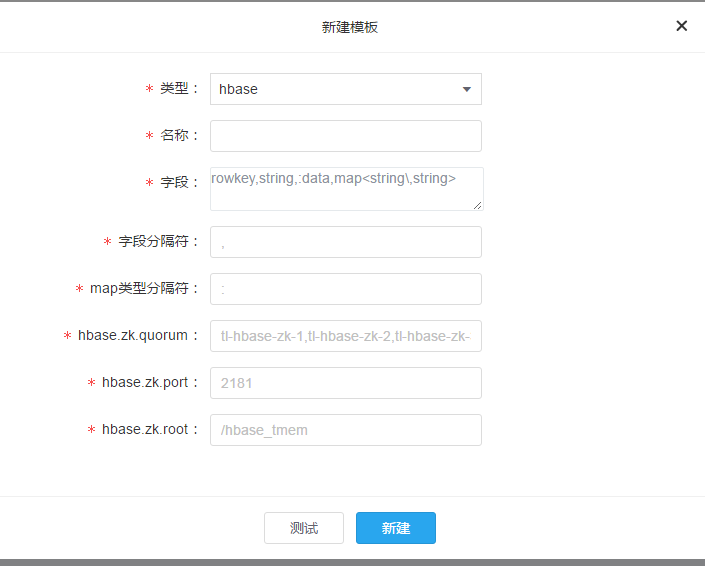 新建模板 ×
* 类型： hbase
* 名称：
* 字段： rowkey,string,:data,map<string\,string>
* 字段分隔符： ,
* map类型分隔符： :
* hbase.zk.quorum： tl-hbase-zk-1,tl-hbase-zk-2,tl-hbase-zk-
* hbase.zk.port： 2181
* hbase.zk.root： /hbase_tmem
测试 新建